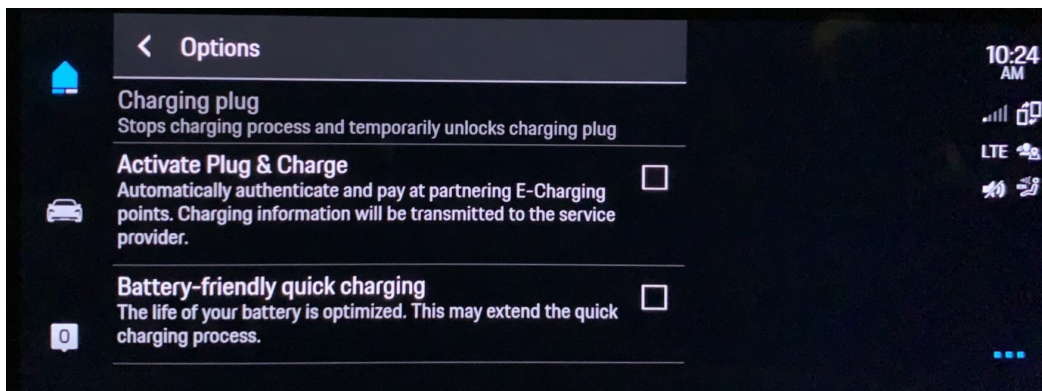 Options
Charging plug
Stops charging process and temporarily unlocks charging plug
Activate Plug & Charge
Automatically authenticate and pay at partnering E-Charging
points. Charging information will be transmitted to the service
provider.
Battery-friendly quick charging
The life of your battery is optimized. This may extend the quick
charging process.
0
10:24
AM
LTE